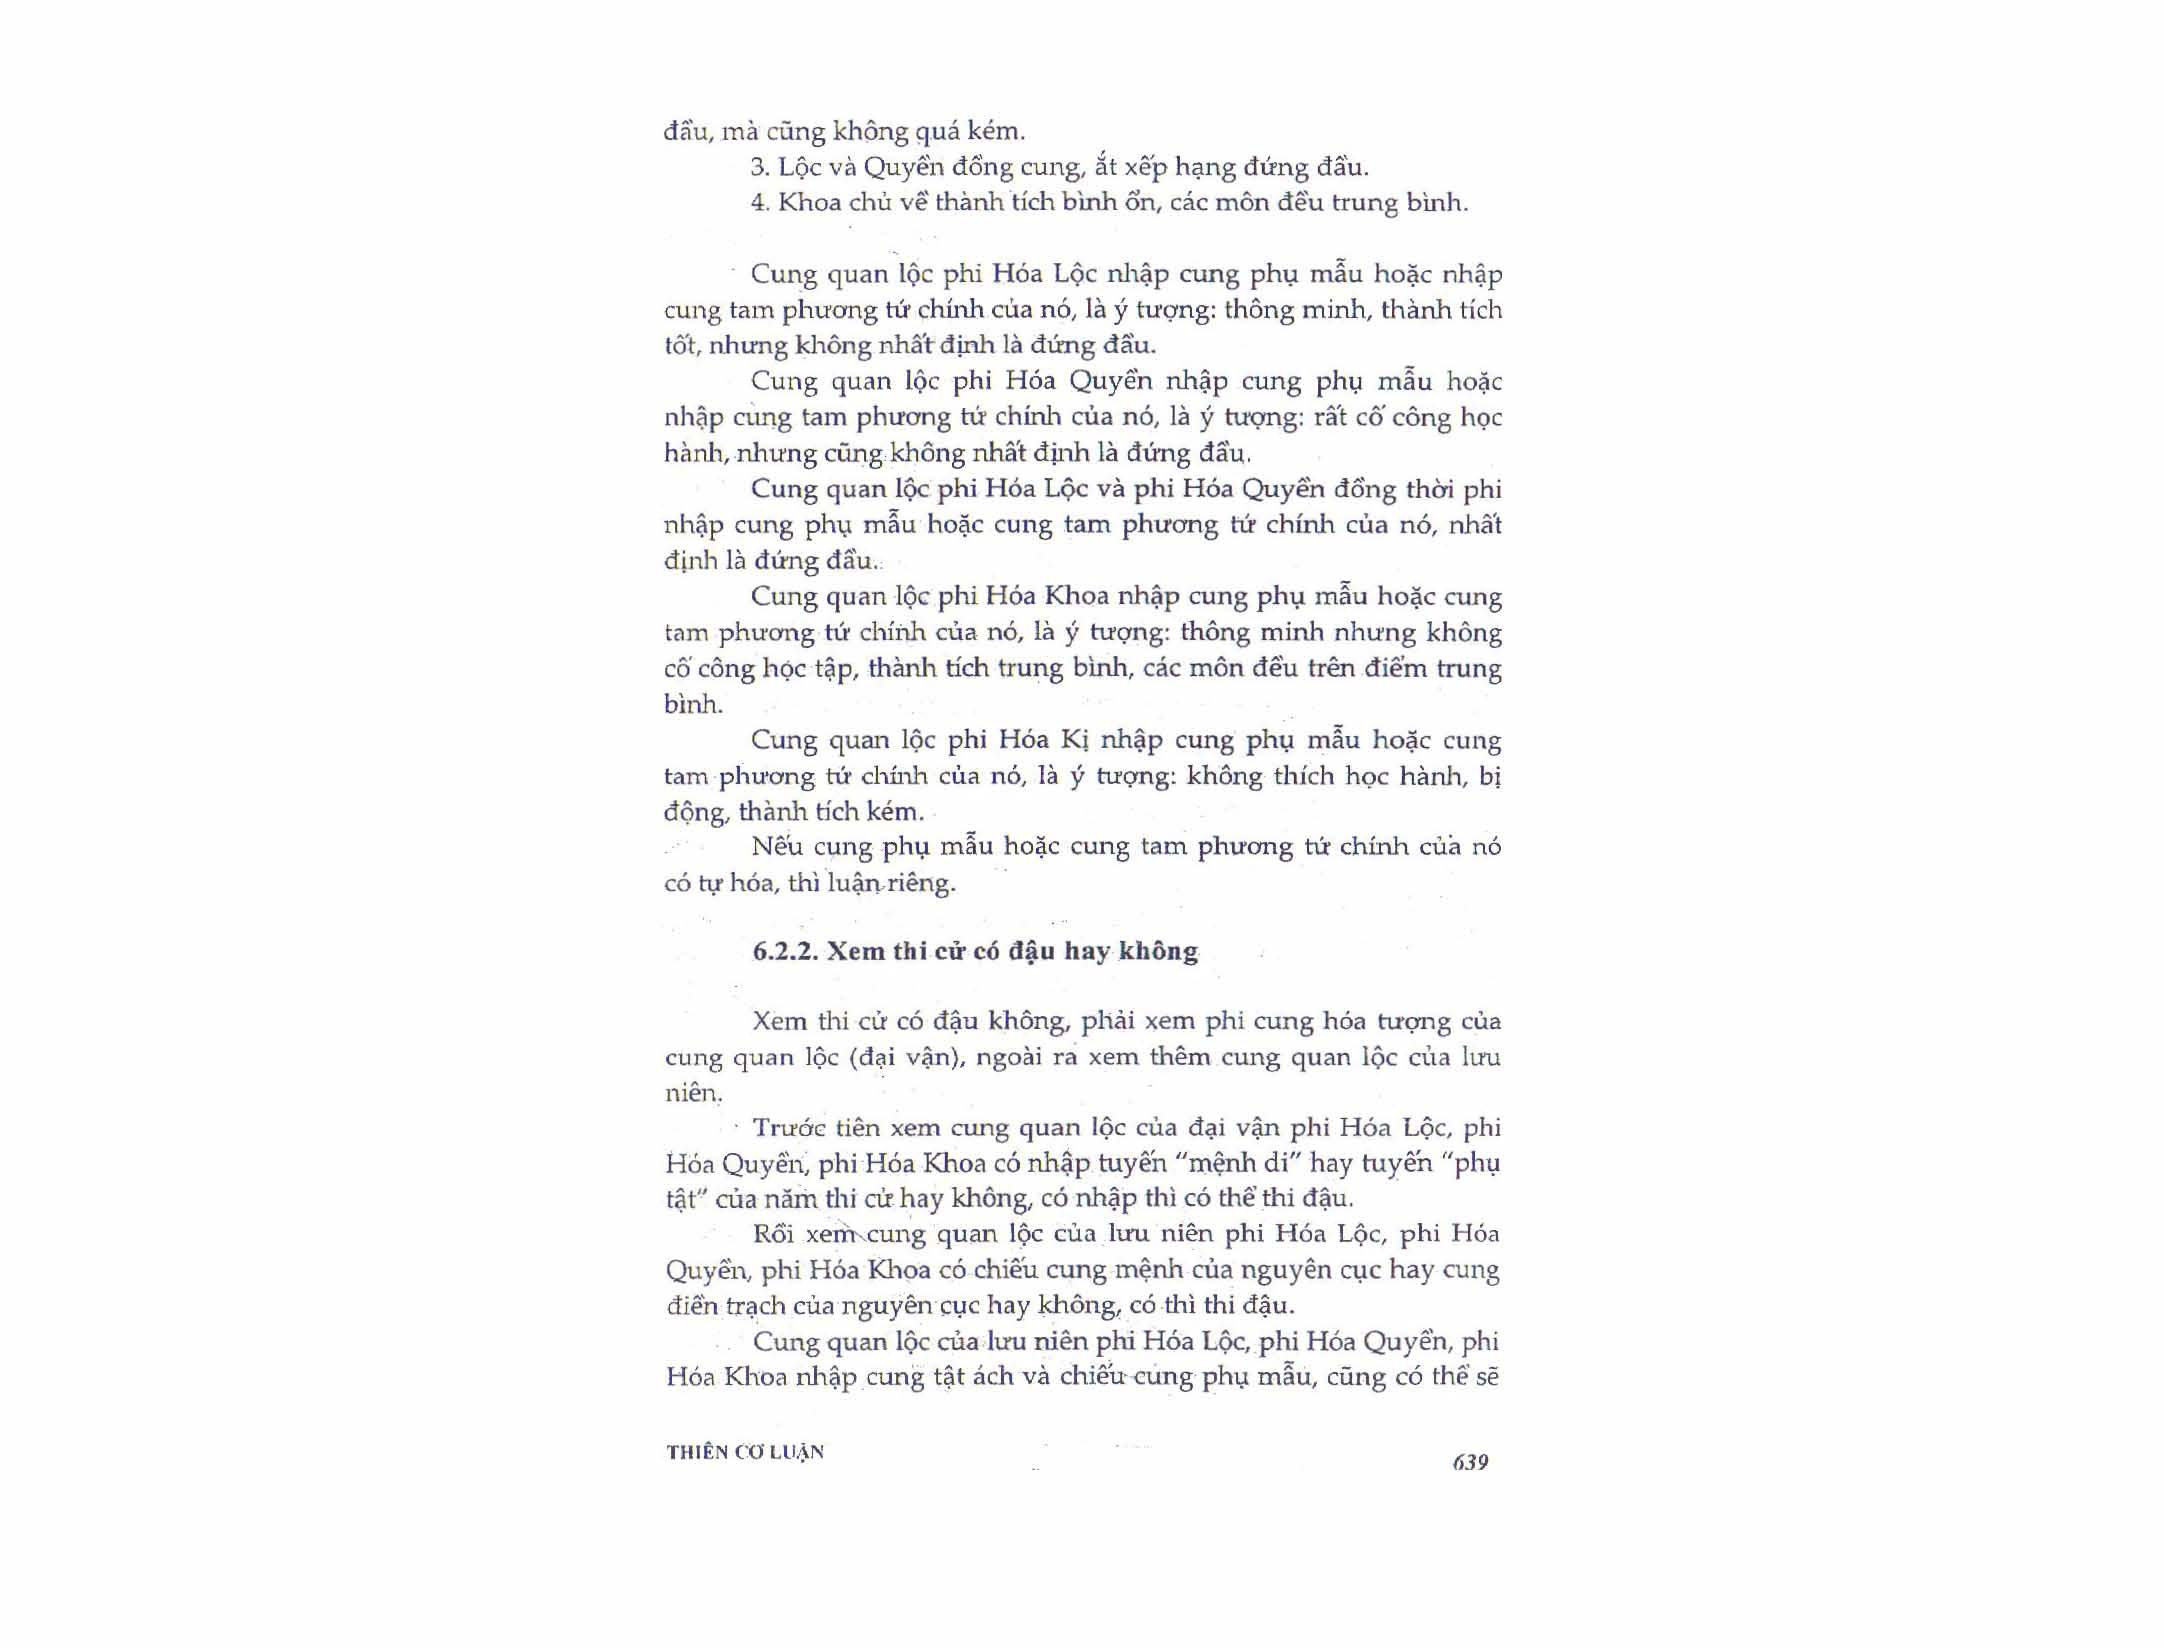 đầu, mà cũng không quá kém.
3. Lộc và Quyền đồng cung, ắt xếp hạng đứng đầu.
4. Khoa chủ về thành tích bình ổn, các môn đều trung bình.
Cung quan lộc phi Hóa Lộc nhập cung phụ mẫu hoặc nhập
cung tam phương tứ chính của nó, là ý tượng: thông minh, thành tích
tốt, nhưng không nhất định là đứng đầu.
Cung quan lộc phi Hóa Quyền nhập cung phụ mẫu hoặc
nhập cung tam phương tứ chính của nó, là ý tượng: rất cố công học
hành, nhưng cũng không nhất định là đứng đầu.
Cung quan lộc phi Hóa Lộc và phi Hóa Quyền đồng thời phi
nhập cung phụ mẫu hoặc cung tam phương tứ chính của nó, nhất
định là đứng đầu.
Cung quan lộc phi Hóa Khoa nhập cung phụ mẫu hoặc cung
tam phương tứ chính của nó, là ý tượng: thông minh nhưng không
cố công học tập, thành tích trung bình, các môn đều trên điểm trung
bình.
Cung quan lộc phi Hóa Kị nhập cung phụ mẫu hoặc cung
tam phương tứ chính của nó, là ý tượng: không thích học hành, bị
động, thành tích kém.
Nếu cung phụ mẫu hoặc cung tam phương tứ chính của nó
có tự hóa, thì luận riêng.
6.2.2. Xem thi cử có đậu hay không
Xem thi cử có đậu không, phải xem phi cung hóa tượng của
cung quan lộc (đại vận), ngoài ra xem thêm cung quan lộc của lưu
niên.
Trước tiên xem cung quan lộc của đại vận phi Hóa Lộc, phi
Hóa Quyền, phi Hóa Khoa có nhập tuyến "mệnh di" hay tuyến "phụ
tật" của năm thi cử hay không, có nhập thì có thể thi đậu.
Rồi xem cung quan lộc của lưu niên phi Hóa Lộc, phi Hóa
Quyền, phi Hóa Khoa có chiếu cung mệnh của nguyên cục hay cung
điền trạch của nguyên cục hay không, có thì thi đậu.
Cung quan lộc của lưu niên phi Hóa Lộc, phi Hóa Quyền, phi
Hóa Khoa nhập cung tật ách và chiếu cung phụ mẫu, cũng có thể sẽ
THIÊN CƠ LUẬN
639